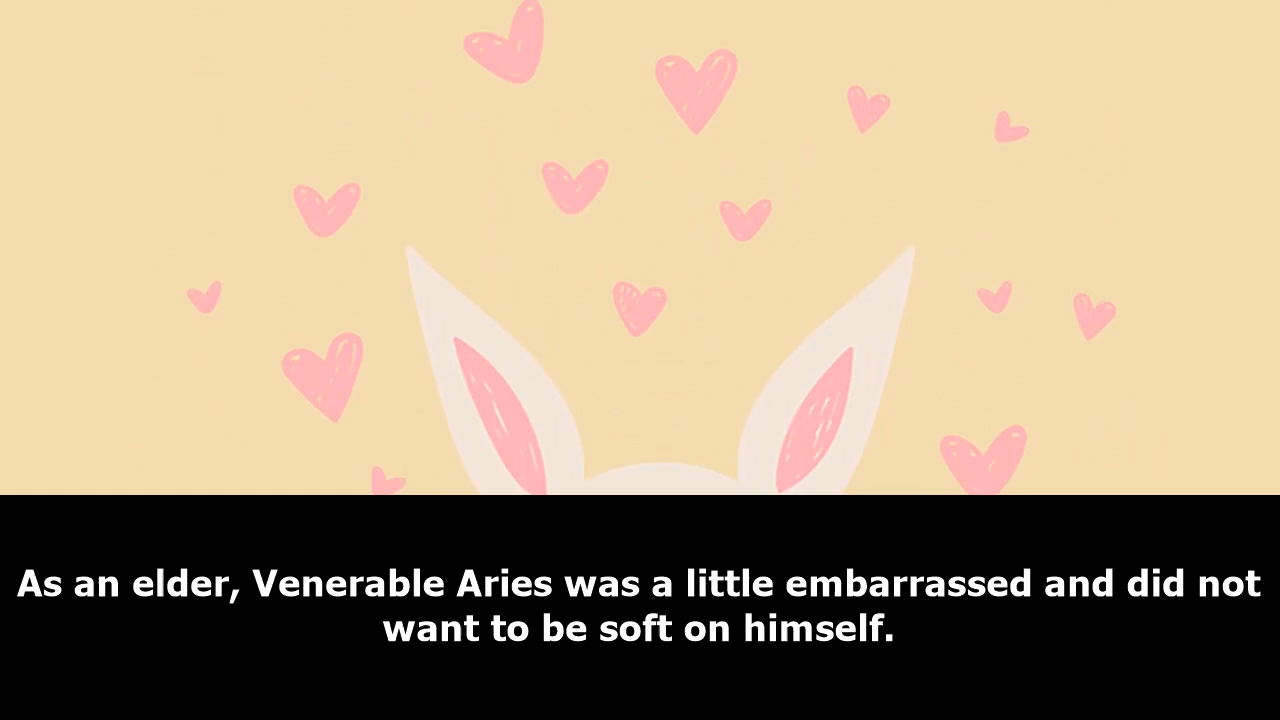 As an elder, Venerable Aries was a little embarrassed and did not
want to be soft on himself.